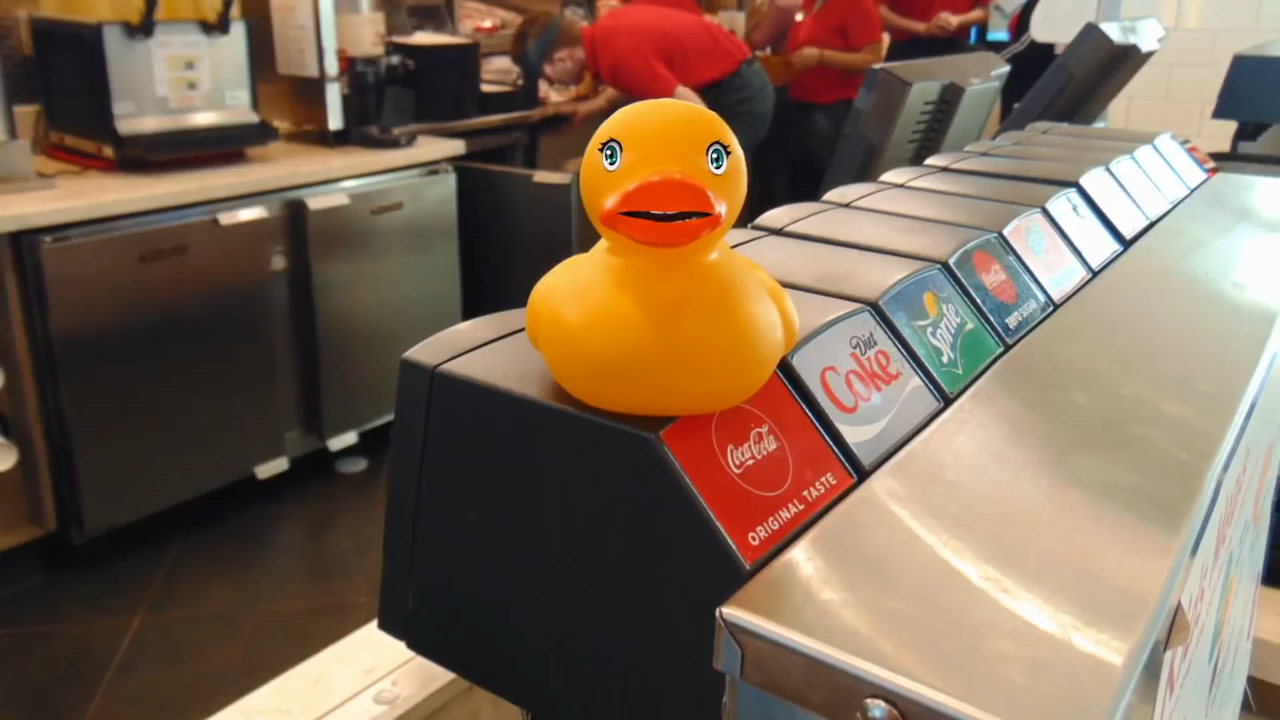 Coca-Cola
ORIGINAL TASTE
Diet
Coke
Sprite
Coca-Cola
ZERO SUGAR